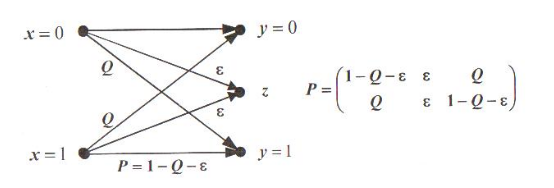 x = 0
y = 0
Q
ε
z
P = (1-Q-ε ε Q
Q ε 1-Q-ε)
Q
ε
x = 1
y = 1
P = 1-Q-ε